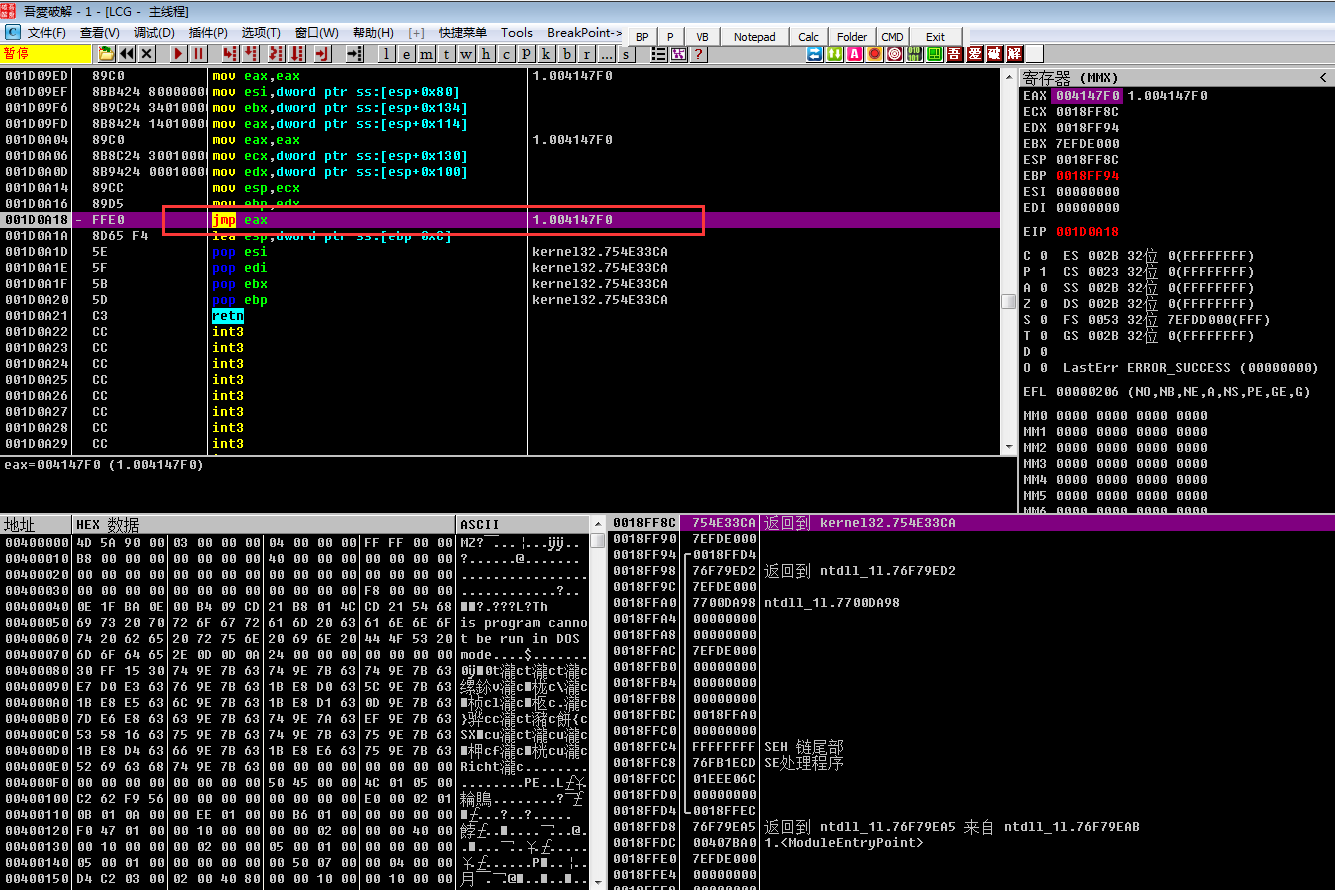 吾愛破解 - 1 - [LCG - 主线程]
文件(F) 查看(V) 调试(D) 插件(P) 选项(T) 窗口(W) 帮助(H) [+] 快捷菜单 Tools BreakPoint-> BP P VB Notepad Calc Folder CMD Exit
暂停 l e m t w h c p k b r ... s ? 吾 爱 破 解
001D09ED 89C0 mov eax,eax 1.004147F0
001D09EF 8BB424 8000000 mov esi,dword ptr ss:[esp+0x80]
001D09F6 8B9C24 3401000 mov ebx,dword ptr ss:[esp+0x134]
001D09FD 8B8424 1401000 mov eax,dword ptr ss:[esp+0x114]
001D0A04 89C0 mov eax,eax 1.004147F0
001D0A06 8B8C24 3001000 mov ecx,dword ptr ss:[esp+0x130]
001D0A0D 8B9424 0001000 mov edx,dword ptr ss:[esp+0x100]
001D0A14 89CC mov esp,ecx
001D0A16 89D5 mov ebp,edx
001D0A18 - FFE0 jmp eax 1.004147F0
001D0A1A 8D65 F4 lea esp,dword ptr ss:[ebp-0xC]
001D0A1D 5E pop esi kernel32.754E33CA
001D0A1E 5F pop edi kernel32.754E33CA
001D0A1F 5B pop ebx kernel32.754E33CA
001D0A20 5D pop ebp kernel32.754E33CA
001D0A21 C3 retn
001D0A22 CC int3
001D0A23 CC int3
001D0A24 CC int3
001D0A25 CC int3
001D0A26 CC int3
001D0A27 CC int3
001D0A28 CC int3
001D0A29 CC int3
eax=004147F0 (1.004147F0)
寄存器 (MMX) <
EAX 004147F0 1.004147F0
ECX 0018FF8C
EDX 0018FF94
EBX 7EFDE000
ESP 0018FF8C
EBP 0018FF94
ESI 00000000
EDI 00000000
EIP 001D0A18
C 0 ES 002B 32位 0(FFFFFFFF)
P 1 CS 0023 32位 0(FFFFFFFF)
A 0 SS 002B 32位 0(FFFFFFFF)
Z 0 DS 002B 32位 0(FFFFFFFF)
S 0 FS 0053 32位 7EFDD000(FFF)
T 0 GS 002B 32位 0(FFFFFFFF)
D 0
O 0 LastErr ERROR_SUCCESS (00000000)
EFL 00000206 (NO,NB,NE,A,NS,PE,GE,G)
MM0 0000 0000 0000 0000
MM1 0000 0000 0000 0000
MM2 0000 0000 0000 0000
MM3 0000 0000 0000 0000
MM4 0000 0000 0000 0000
MM5 0000 0000 0000 0000
MM6 0000 0000 0000 0000
地址 HEX 数据 ASCII
00400000 4D 5A 90 00 03 00 00 00 04 00 00 00 FF FF 00 00
00400010 B8 00 00 00 00 00 00 00 40 00 00 00 00 00 00 00 ?.......@.......
00400020 00 00 00 00 00 00 00 00 00 00 00 00 00 00 00 00 ................
00400030 00 00 00 00 00 00 00 00 00 00 00 00 F8 00 00 00 ............?..
00400040 0E 1F BA 0E 00 B4 09 CD 21 B8 01 4C CD 21 54 68
00400050 69 73 20 70 72 6F 67 72 61 6D 20 63 61 6E 6E 6F is program canno
00400060 74 20 62 65 20 72 75 6E 20 69 6E 20 44 4F 53 20 t be run in DOS
00400070 6D 6F 64 65 2E 0D 0D 0A 24 00 00 00 00 00 00 00 mode....$.......
00400080 30 FF 15 30 74 9E 7B 63 74 9E 7B 63 74 9E 7B 63
00400090 E7 D0 E3 63 76 9E 7B 63 1B E8 D0 63 5C 9E 7B 63
004000A0 1B E8 E5 63 6C 9E 7B 63 1B E8 D1 63 0D 9E 7B 63
004000B0 7D E6 E8 63 63 9E 7B 63 74 9E 7A 63 EF 9E 7B 63
004000C0 53 58 16 63 75 9E 7B 63 74 9E 7B 63 75 9E 7B 63
004000D0 1B E8 D4 63 66 9E 7B 63 1B E8 E6 63 75 9E 7B 63
004000E0 52 69 63 68 74 9E 7B 63 00 00 00 00 00 00 00 00 Richt瀧c........
004000F0 00 00 00 00 00 00 00 00 50 45 00 00 4C 01 05 00
00400100 C2 62 F9 56 00 00 00 00 00 00 00 00 E0 00 02 01
00400110 0B 01 0A 00 00 EE 01 00 00 B6 01 00 00 00 00 00
00400120 F0 47 01 00 00 10 00 00 00 00 02 00 00 00 40 00
00400130 00 10 00 00 00 02 00 00 05 00 01 00 00 00 00 00
00400140 05 00 01 00 00 00 00 00 00 50 07 00 00 04 00 00
00400150 D4 C2 03 00 02 00 40 80 00 00 10 00 00 10 00 00
0018FF8C 754E33CA 返回到 kernel32.754E33CA
0018FF90 7EFDE000
0018FF94 0018FFD4
0018FF98 76F79ED2 返回到 ntdll_1l.76F79ED2
0018FF9C 7EFDE000
0018FFA0 7700DA98 ntdll_1l.7700DA98
0018FFA4 00000000
0018FFA8 00000000
0018FFAC 7EFDE000
0018FFB0 00000000
0018FFB4 00000000
0018FFB8 00000000
0018FFBC 0018FFA0
0018FFC0 00000000
0018FFC4 FFFFFFFF SEH 链尾部
0018FFC8 76FB1ECD SE处理程序
0018FFCC 01EEE06C
0018FFD0 00000000
0018FFD4 0018FFEC
0018FFD8 76F79EA5 返回到 ntdll_1l.76F79EA5 来自 ntdll_1l.76F79EAB
0018FFDC 00407BA0 1.<ModuleEntryPoint>
0018FFE0 7EFDE000
0018FFE4 00000000